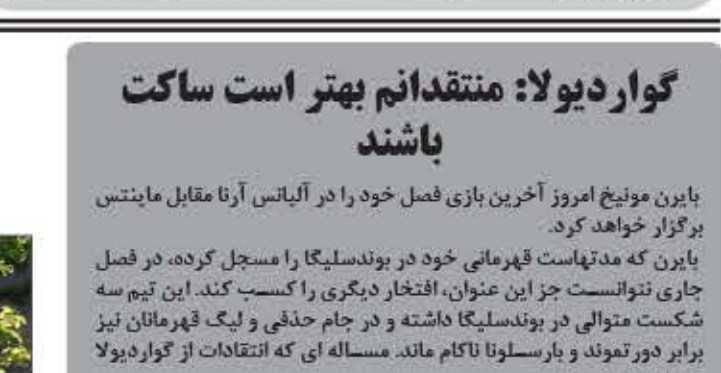 گواردیولا: منتقدانم بهتر است ساکت
باشند
بایرن مونیخ امروز آخرین بازی فصل خود را در آلیانس آرنا مقابل ماینتس
برگزار خواهد کرد.
بایرن که مدتهاست قهرمانی خود در بوندسلیگا را مسجل کرده، در فصل
جاری نتوانست جز این عنوان، افتخار دیگری را کسب کند. این تیم سه
شکست متوالی در بوندسلیگا داشته و در جام حذفی و لیگ قهرمانان نیز
برابر دورتموند و بارسلونا ناکام ماند. مساله ای که انتقادات از گواردیولا